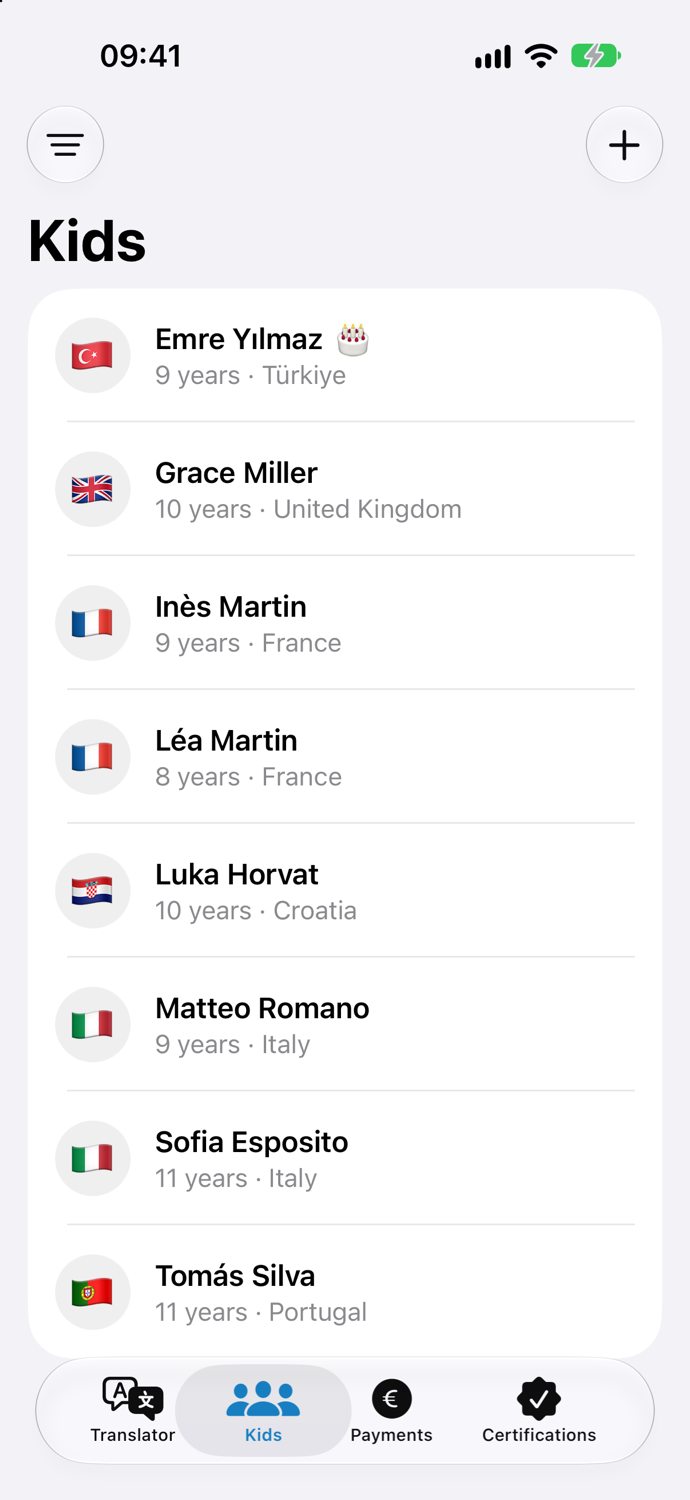 09:41
Kids
Emre Yılmaz 🎂
9 years · Türkiye
Grace Miller
10 years · United Kingdom
Inès Martin
9 years · France
Léa Martin
8 years · France
Luka Horvat
10 years · Croatia
Matteo Romano
9 years · Italy
Sofia Esposito
11 years · Italy
Tomás Silva
11 years · Portugal
A 文 €
Translator Kids Payments Certifications